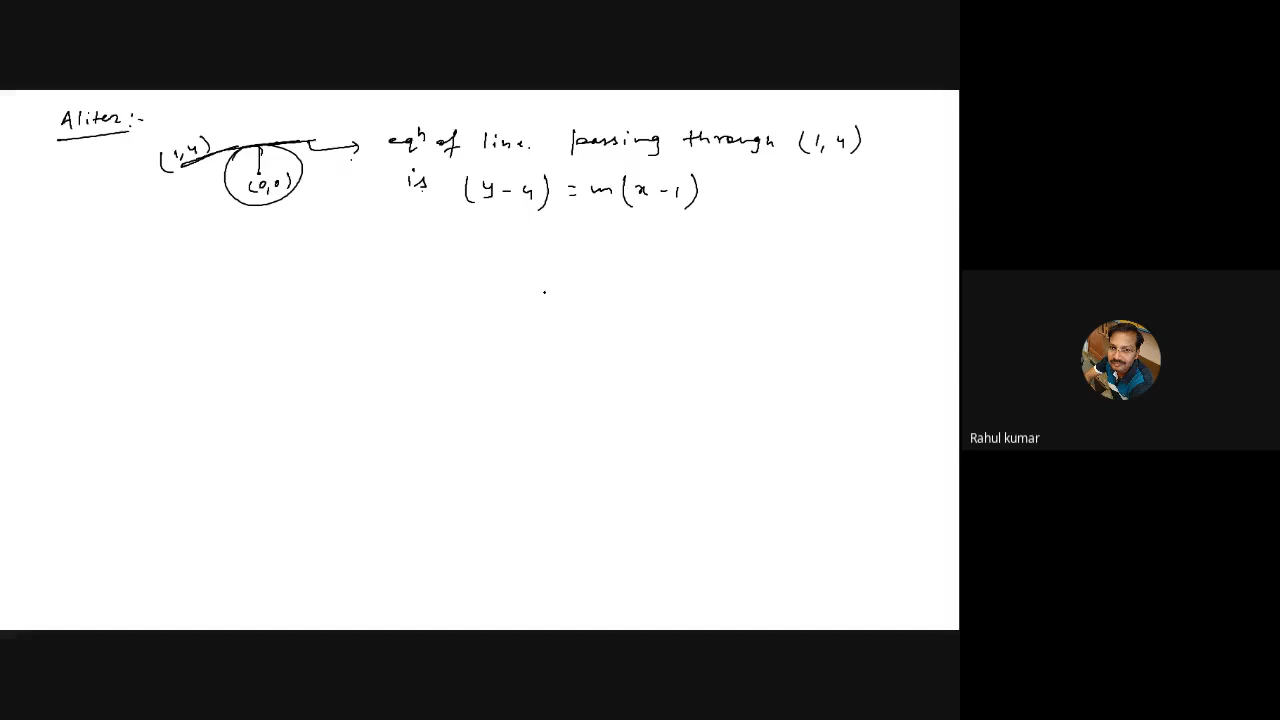 Aliter:-
(1,4)
(0,0)
eqn of line passing through (1,4)
is (y-4) = m(x-1)
Rahul kumar